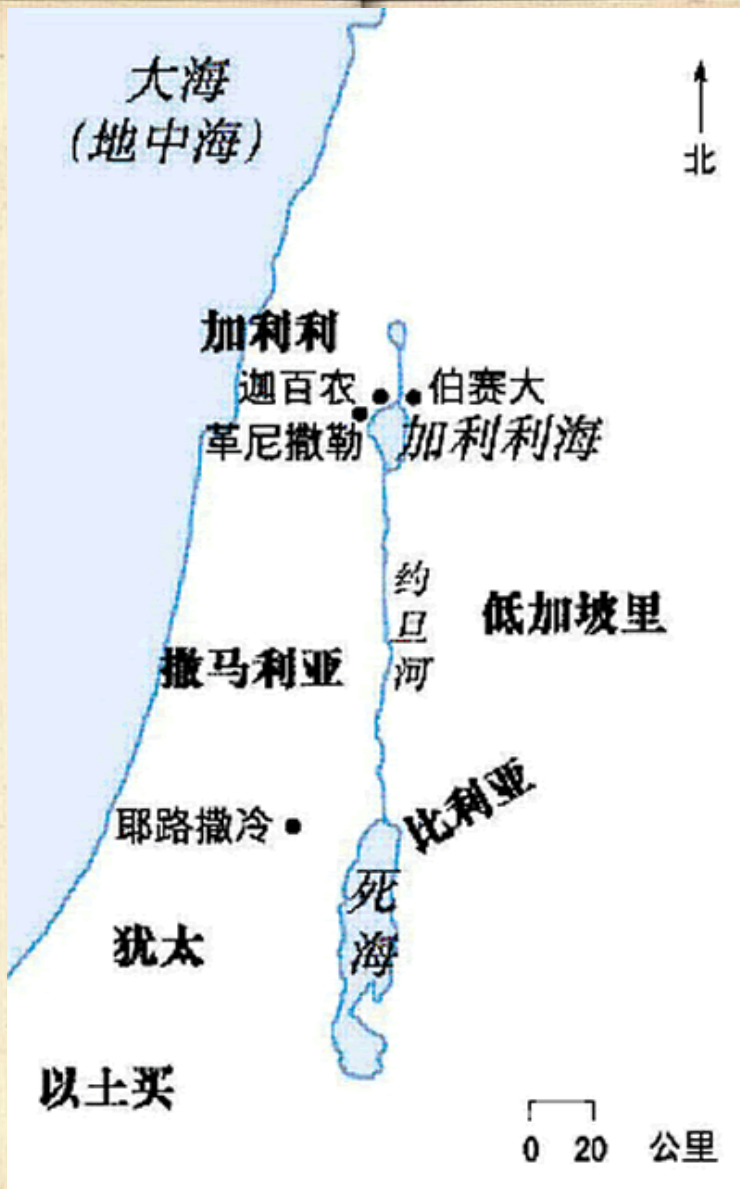 大海
(地中海)
北
加利利
迦百农
伯赛大
革尼撒勒
加利利海
约
旦
河
低加坡里
撒马利亚
比利亚
耶路撒冷
死
海
犹太
以土买
0 20 公里